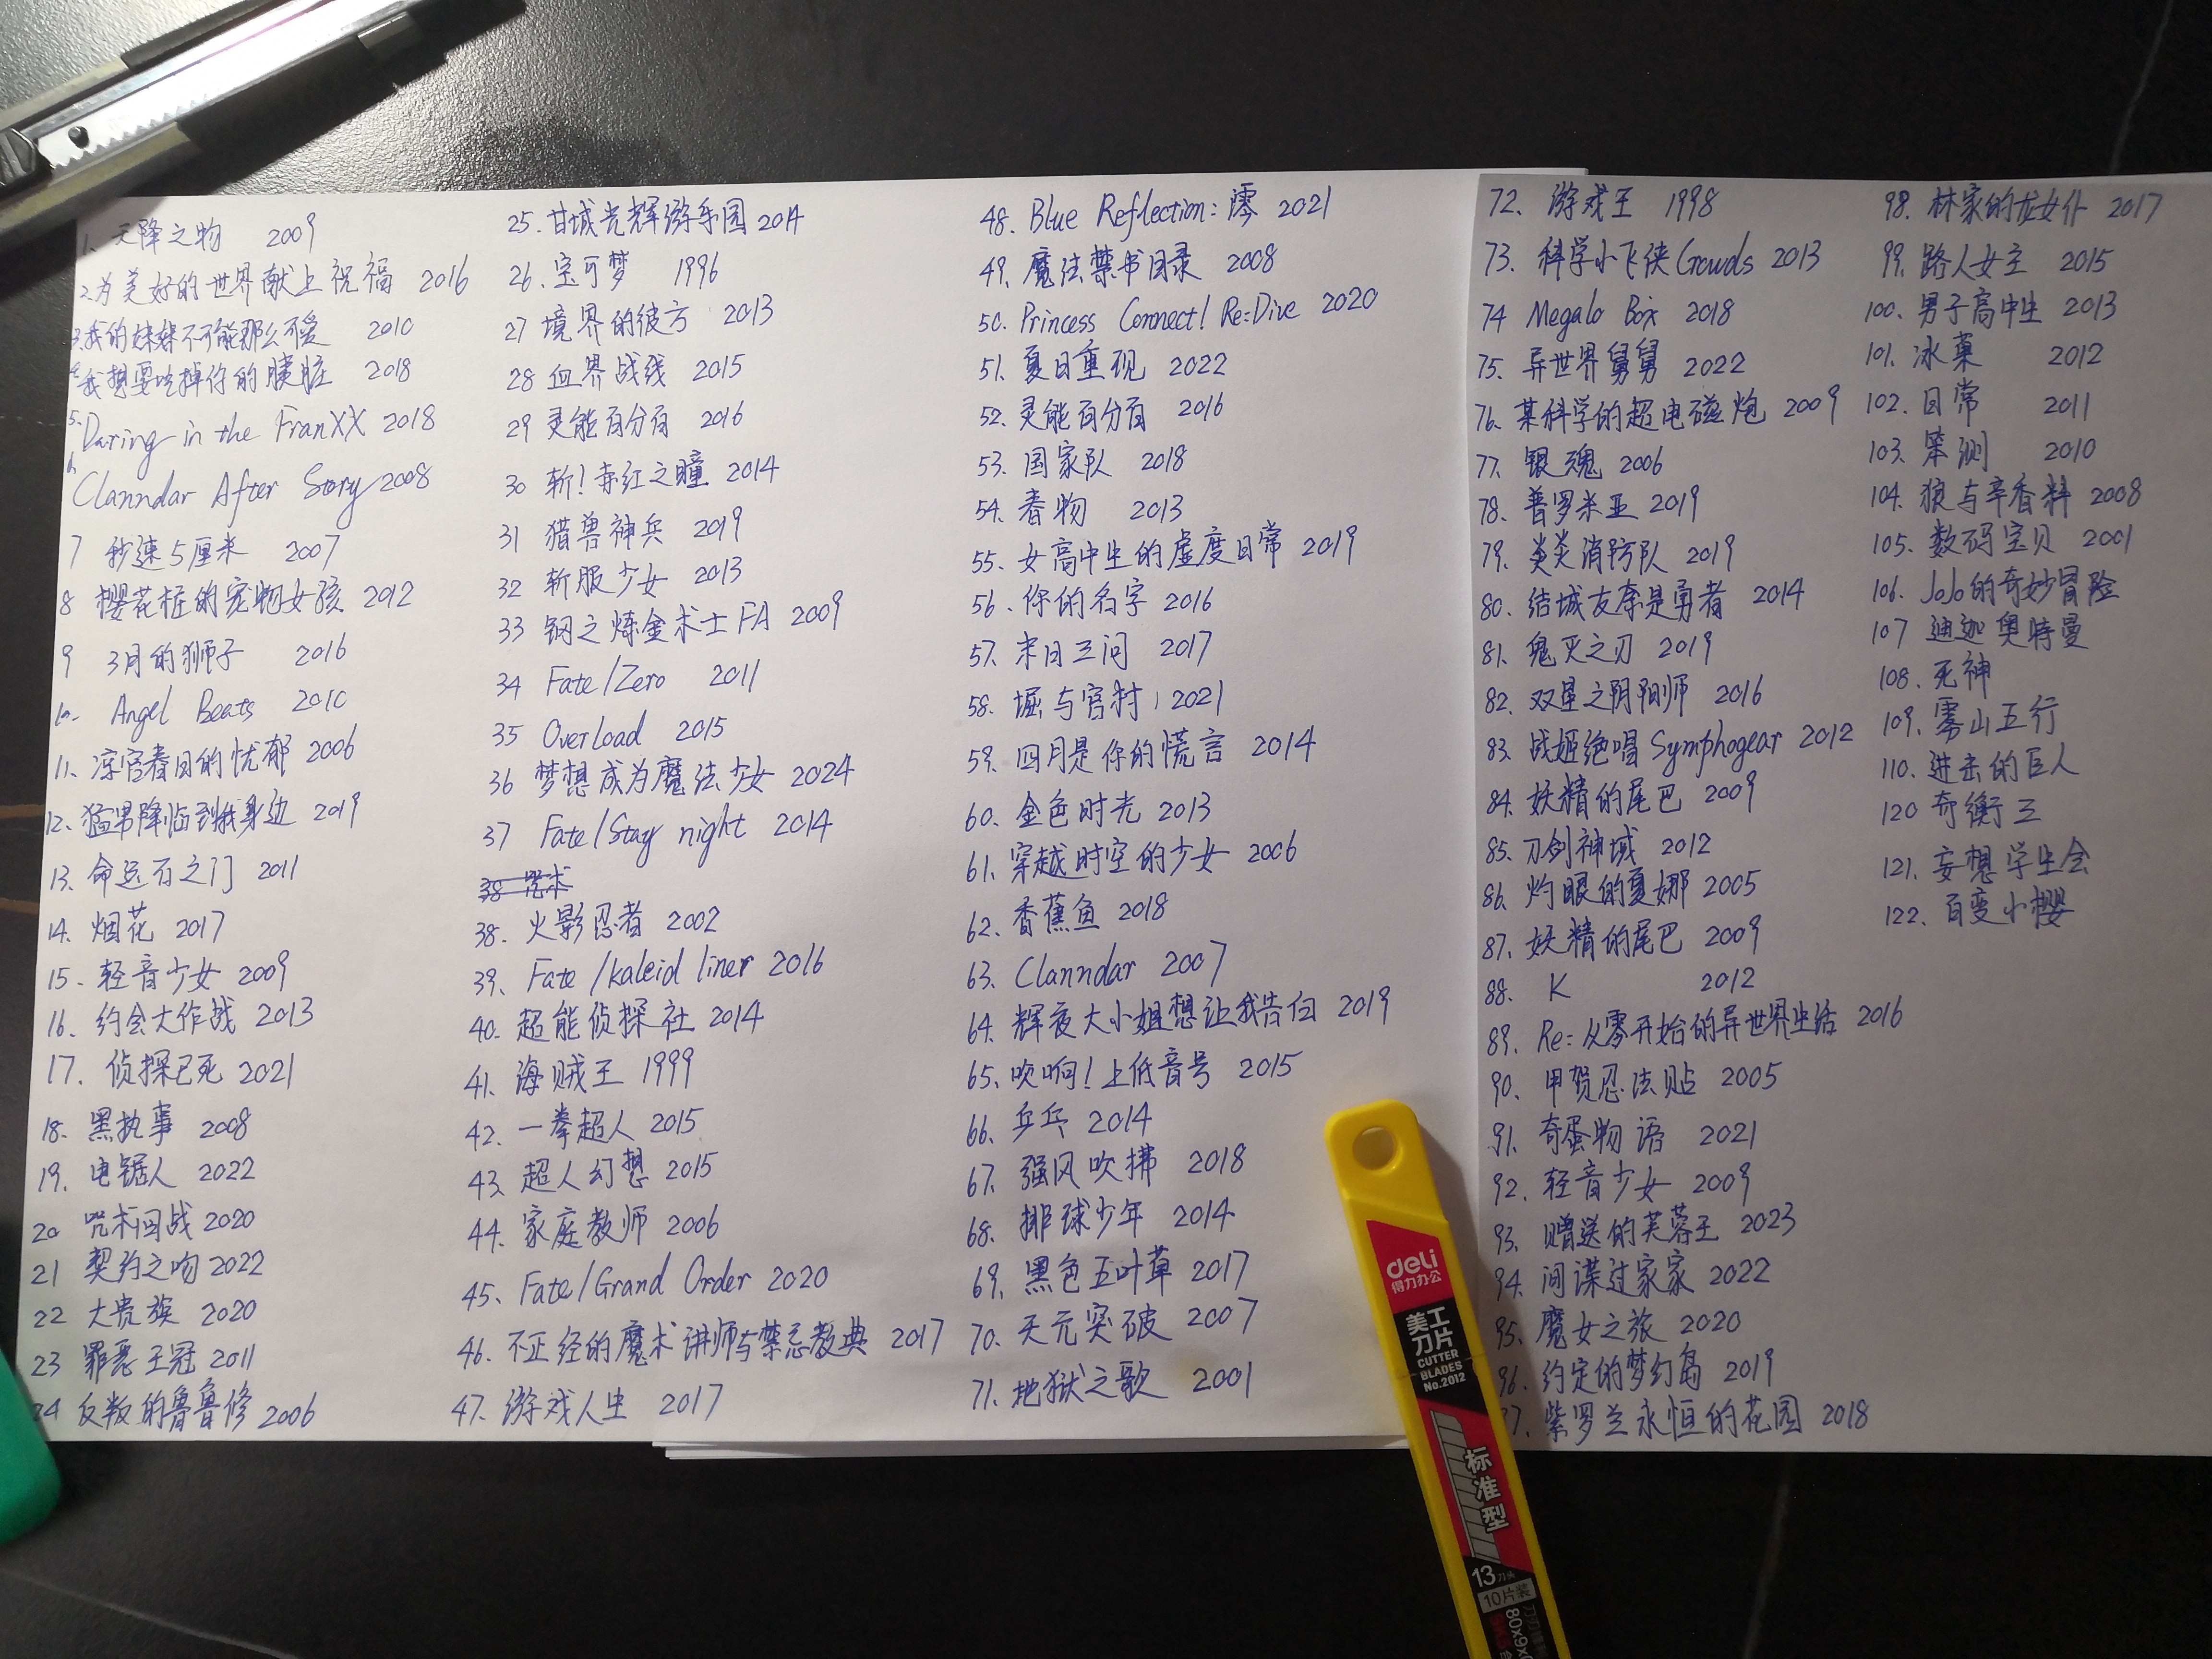 1、天降之物 2009
2.为美好的世界献上祝福 2016
3.我的妹妹不可能那么可爱 2010
4.我想要吃掉你的胰脏 2018
5. Daring in the FranXX 2018
6. Clanndar After Story 2008
7 秒速5厘米 2007
8 樱花桩的宠物女孩 2012
9 3月的狮子 2016
10. Angel Beats 2010
11、凉宫春日的忧郁 2006
12、猛男降临到我身边 2019
13、命运石之门 2011
14、烟花 2017
15、轻音少女 2009
16、约会大作战 2013
17. 侦探已死 2021
18. 黑执事 2008
19. 电锯人 2022
20 咒术回战 2020
21 契约之吻 2022
22 大贵族 2020
23 罪恶王冠 2011
24 反叛的鲁鲁修 2006
25.甘城光辉游乐园 2014
26.宝可梦 1996
27 境界的彼方 2013
28 血界战线 2015
29 灵能百分百 2016
30 斩!赤红之瞳 2014
31 猎兽神兵 2019
32 斩服少女 2013
33 钢之炼金术士FA 2009
34 Fate/Zero 2011
35 Overload 2015
36 梦想成为魔法少女 2024
37 Fate/Stay night 2014
38 咒术
38. 火影忍者 2002
39、Fate/kaleid liner 2016
40. 超能侦探社 2014
41. 海贼王 1999
42. 一拳超人 2015
43. 超人幻想 2015
44、家庭教师 2006
45、Fate/Grand Order 2020
46、不正经的魔术讲师与禁忌教典 2017
47、游戏人生 2017
48. Blue Reflection:澪 2021
49、魔法禁书目录 2008
50. Princess Connect! Re:Dive 2020
51. 夏日重现 2022
52. 灵能百分百 2016
53. 国家队 2018
54. 春物 2013
55、女高中生的虚度日常 2019
56、你的名字 2016
57. 末日三问 2017
58. 堀与宫村 2021
59. 四月是你的慌言 2014
60. 金色时光 2013
61、穿越时空的少女 2006
62、香蕉鱼 2018
63. Clanndar 2007
64. 辉夜大小姐想让我告白 2019
65、吹响!上低音号 2015
66、乒乓 2014
67、强风吹拂 2018
68、排球少年 2014
69、黑色五叶草 2017
70、天元突破 2007
71、地狱之歌 2001
72、游戏王 1998
73、科学小飞侠Crowds 2013
74 Megalo Box 2018
75、异世界舅舅 2022
76、某科学的超电磁炮 2009
77、银魂 2006
78、普罗米亚 2019
79、炎炎消防队 2019
80、结城友奈是勇者 2014
81、鬼灭之刃 2019
82、双星之阴阳师 2016
83、战姬绝唱Symphogear 2012
84、妖精的尾巴 2009
85、刀剑神域 2012
86、灼眼的夏娜 2005
87、妖精的尾巴 2009
88. K 2012
89. Re:从零开始的异世界生活 2016
90、甲贺忍法贴 2005
91、奇蛋物语 2021
92、轻音少女 2009
93、赠送的芙蓉王 2023
94、间谍过家家 2022
95、魔女之旅 2020
96、约定的梦幻岛 2019
97. 紫罗兰永恒的花园 2018
98. 林家的龙女仆 2017
99、路人女主 2015
100、男子高中生 2013
101、冰菓 2012
102. 日常 2011
103. 笨测 2010
104. 狼与辛香料 2008
105、数码宝贝 2001
106、JoJo的奇妙冒险
107 迪迦奥特曼
108. 死神
109、雾山五行
110. 进击的巨人
120 奇衡三
121. 妄想学生会
122. 百变小樱
deli
得力办公
美工
刀片
CUTTER
BLADES
No.2012
标准型
13
10片装